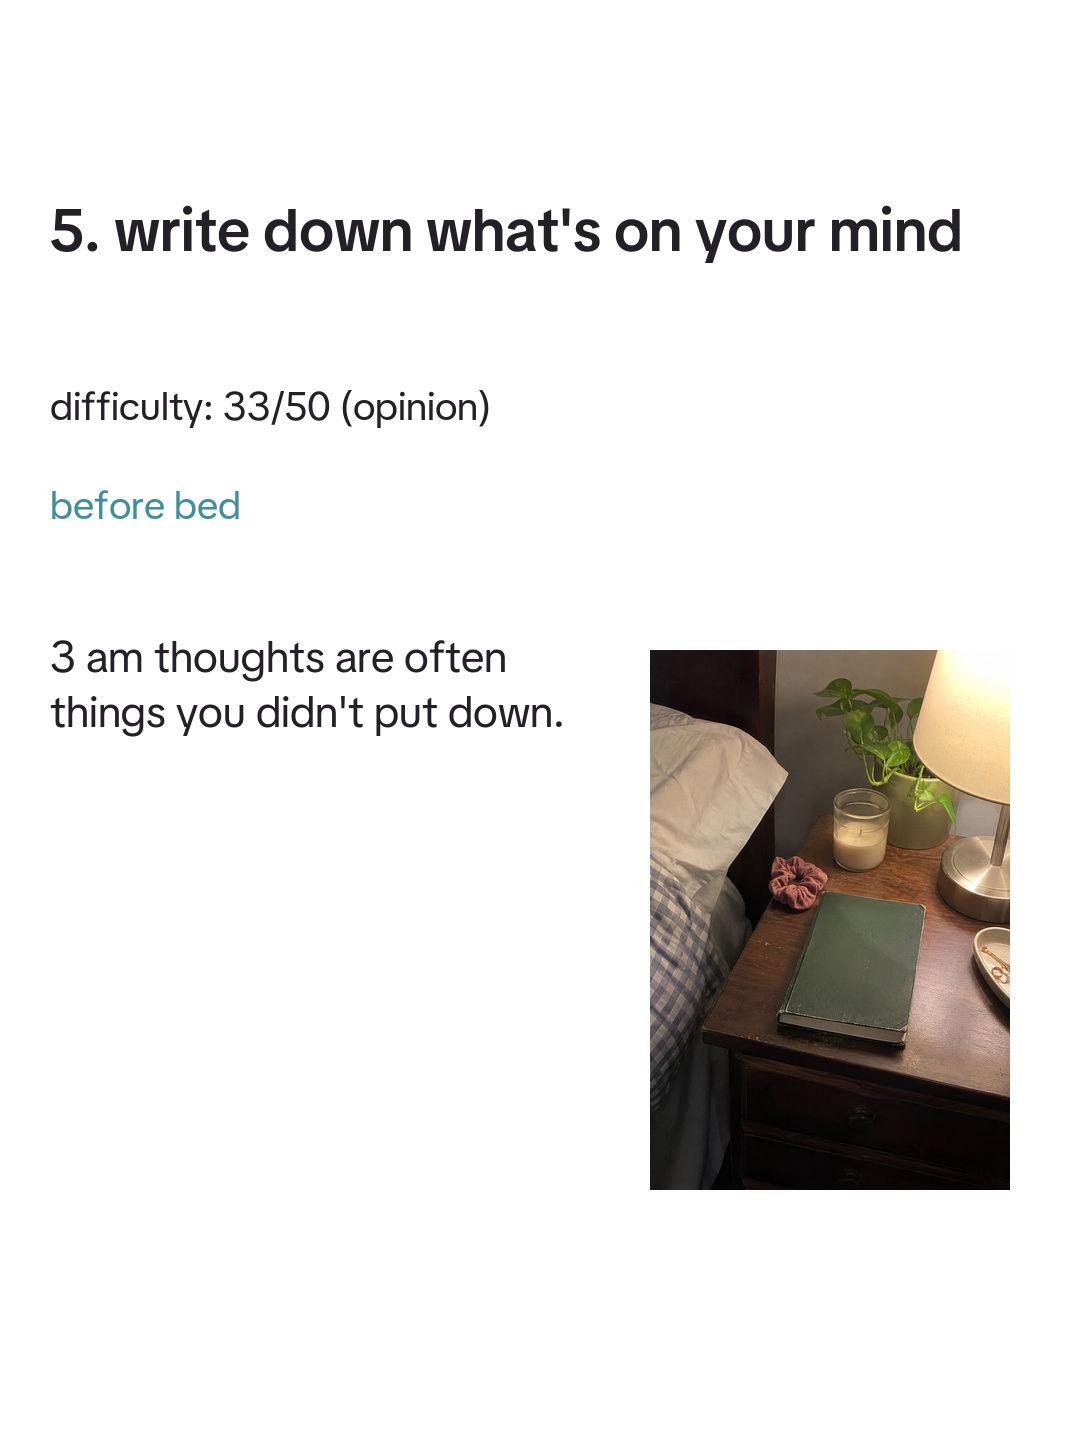 5. write down what's on your mind
difficulty: 33/50 (opinion)
before bed
3 am thoughts are often
things you didn't put down.